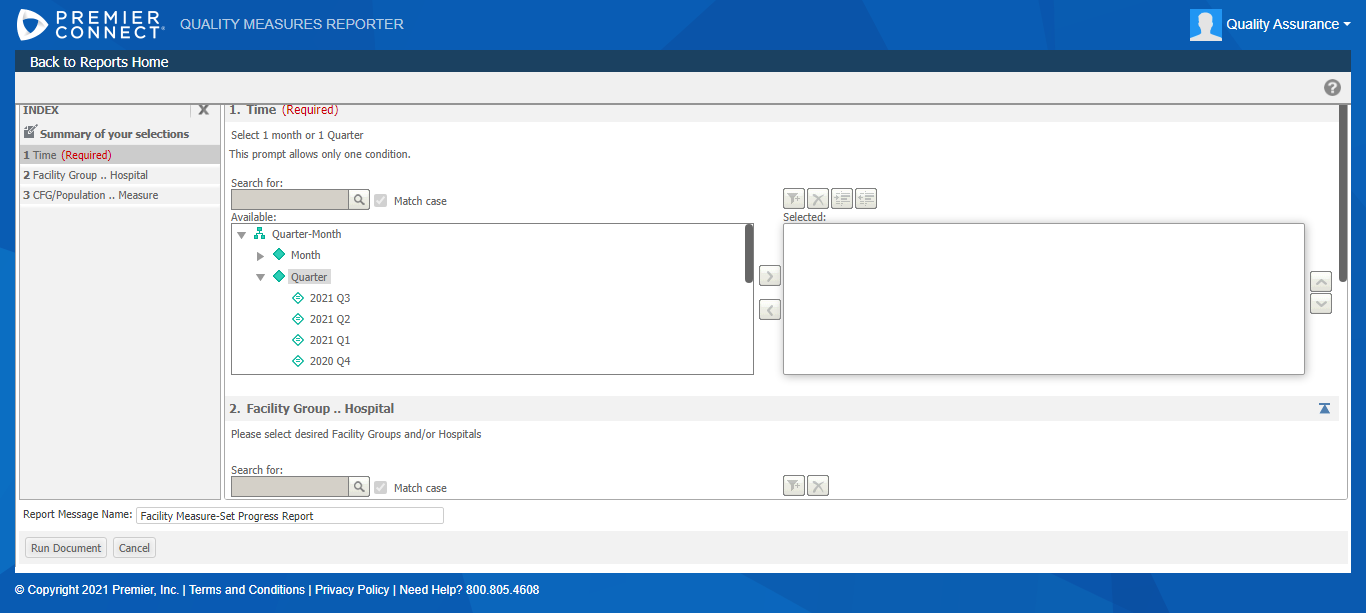 PREMIER
CONNECT
QUALITY MEASURES REPORTER
Quality Assurance
Back to Reports Home
?
INDEX
X
Summary of your selections
1 Time (Required)
2 Facility Group .. Hospital
3 CFG/Population .. Measure
1. Time (Required)
Select 1 month or 1 Quarter
This prompt allows only one condition.
Search for:
Match case
Available:
Selected:
Quarter-Month
Month
Quarter
2021 Q3
2021 Q2
2021 Q1
2020 Q4
2. Facility Group .. Hospital
Please select desired Facility Groups and/or Hospitals
Search for:
Match case
Report Message Name: Facility Measure-Set Progress Report
Run Document Cancel
© Copyright 2021 Premier, Inc. | Terms and Conditions | Privacy Policy | Need Help? 800.805.4608